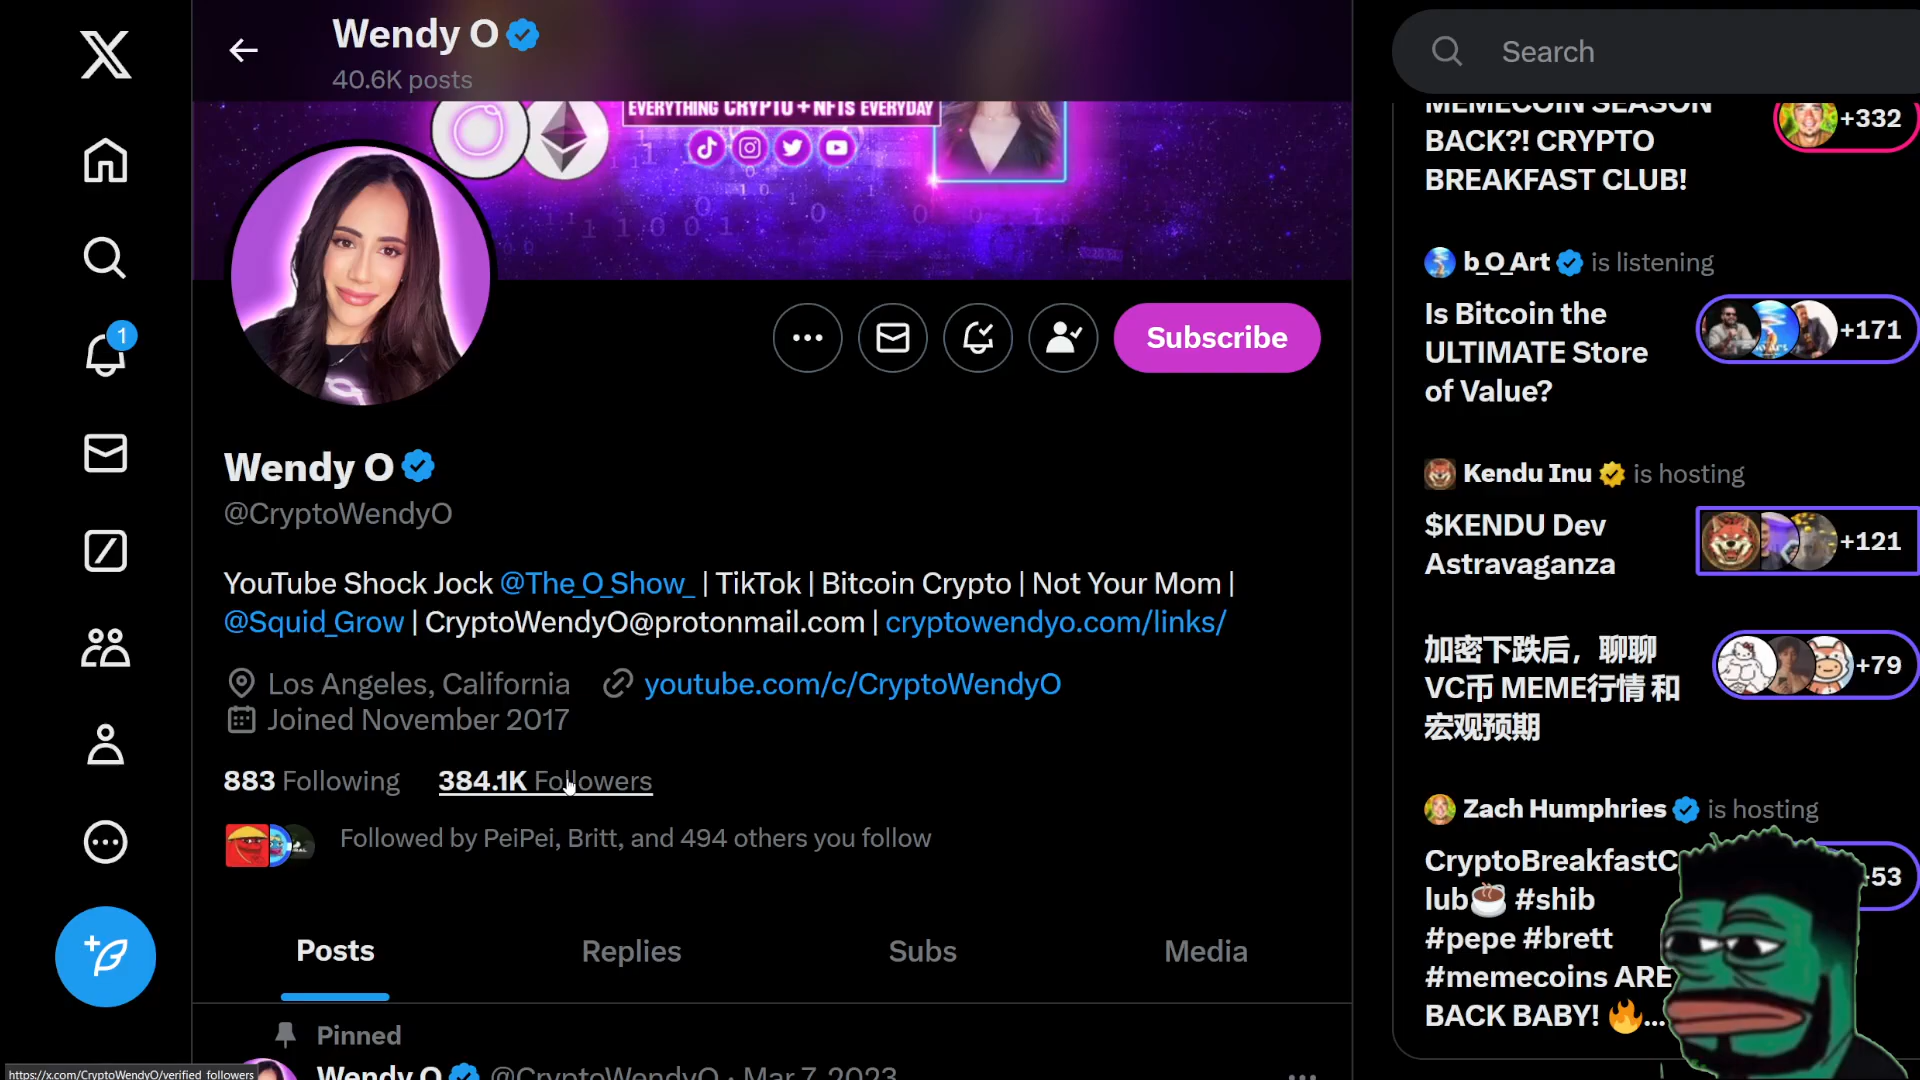 Wendy O
40.6K posts
EVERYTHING CRYPTO + NFTS EVERYDAY
Subscribe
Wendy O
@CryptoWendyO
YouTube Shock Jock @The_O_Show_ | TikTok | Bitcoin Crypto | Not Your Mom |
@Squid_Grow | CryptoWendyO@protonmail.com | cryptowendyo.com/links/
Los Angeles, California youtube.com/c/CryptoWendyO
Joined November 2017
883 Following 384.1K Followers
Followed by PeiPei, Britt, and 494 others you follow
Posts Replies Subs Media
Pinned
Wendy O @CryptoWendyO · Mar 7, 2023
https://x.com/CryptoWendyO/verified_followers
1
Search
MEMECOIN SEASON
BACK?! CRYPTO
BREAKFAST CLUB!
+332
b_O_Art is listening
Is Bitcoin the
ULTIMATE Store
of Value?
+171
Kendu Inu is hosting
$KENDU Dev
Astravaganza
+121
加密下跌后，聊聊
VC币 MEME行情 和
宏观预期
+79
Zach Humphries is hosting
CryptoBreakfastC
lub☕ #shib
#pepe #brett
#memecoins ARE
BACK BABY! 🔥...
+53